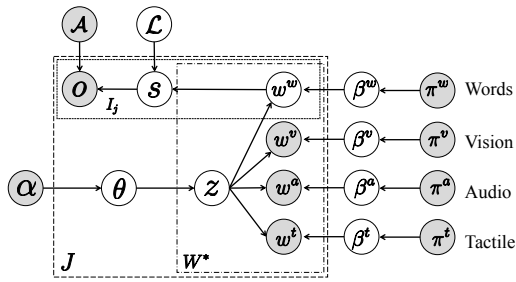 𝒜 ℒ
O I_j S w^w β^w π^w Words
w^v β^v π^v Vision
α θ z w^a β^a π^a Audio
w^t β^t π^t Tactile
J W*